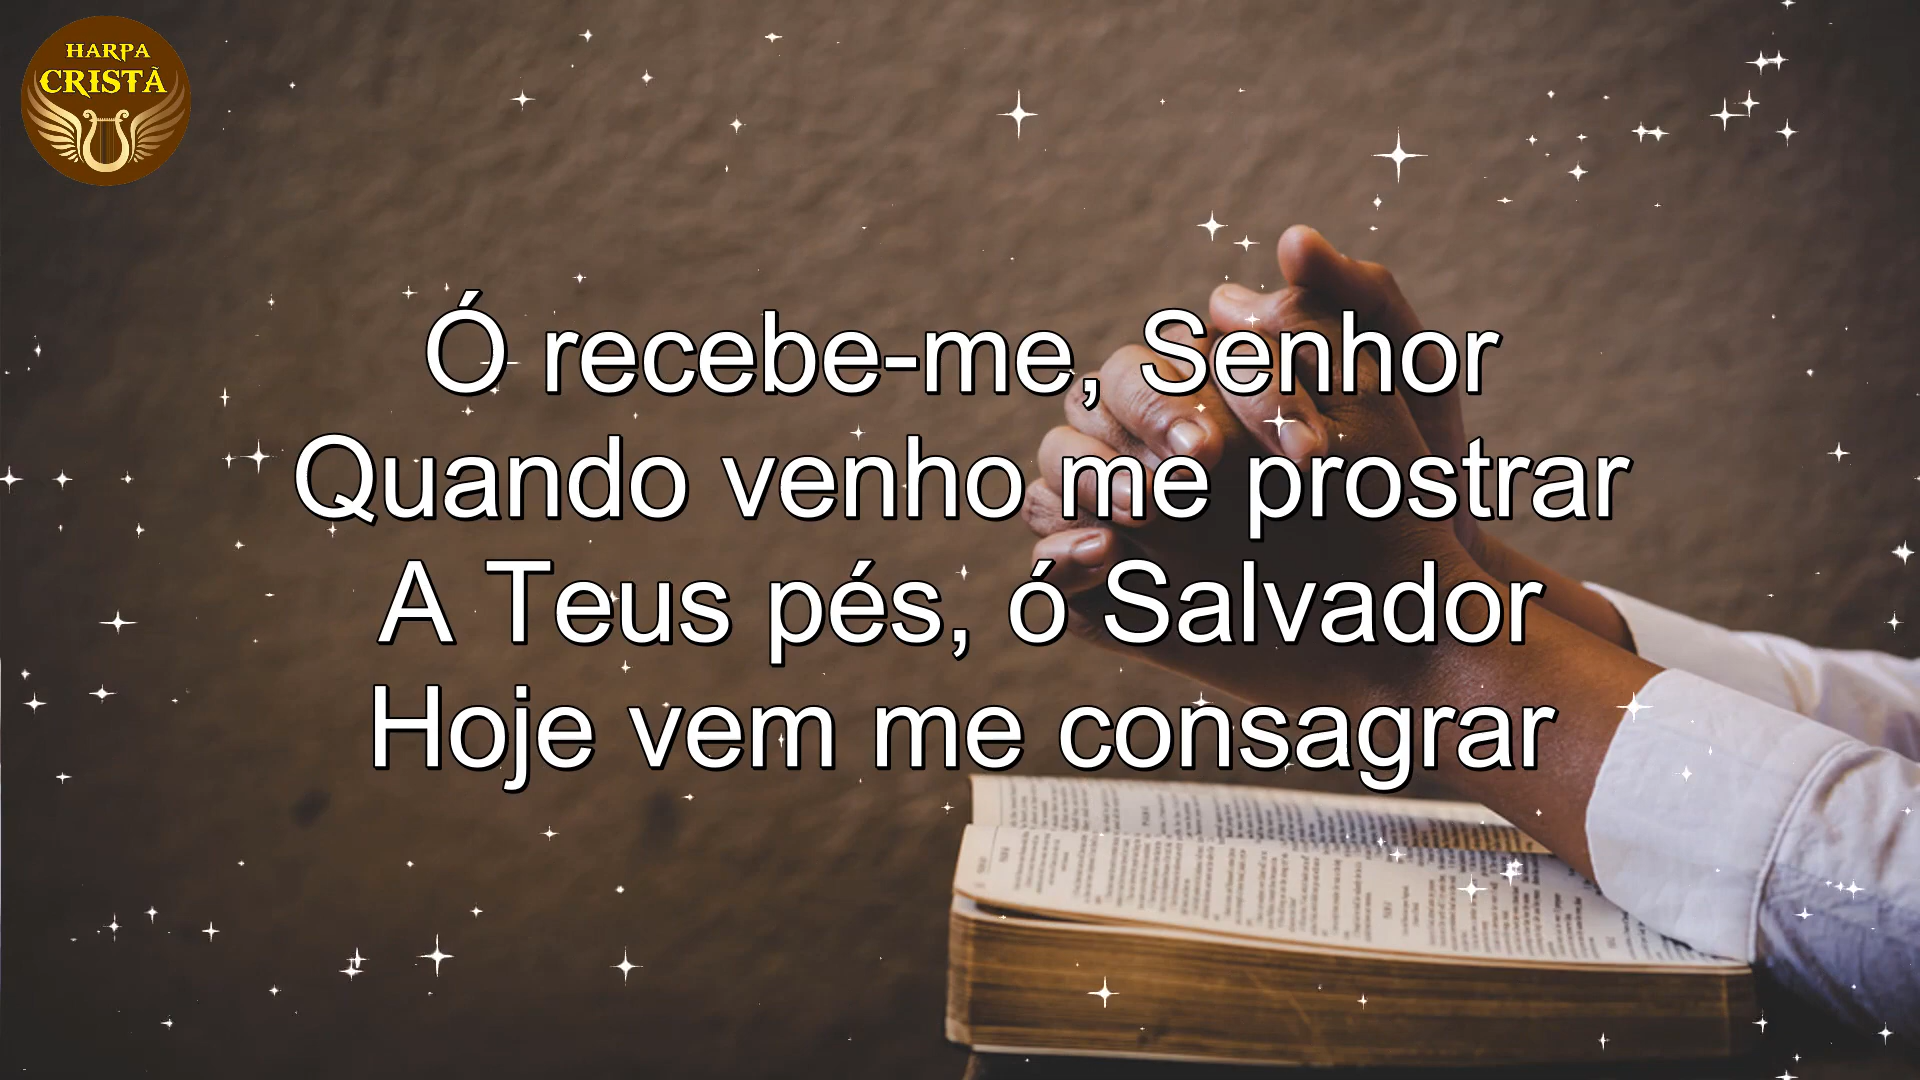 HARPA
CRISTÃ
Ó recebe-me, Senhor
Quando venho me prostrar
A Teus pés, ó Salvador
Hoje vem me consagrar